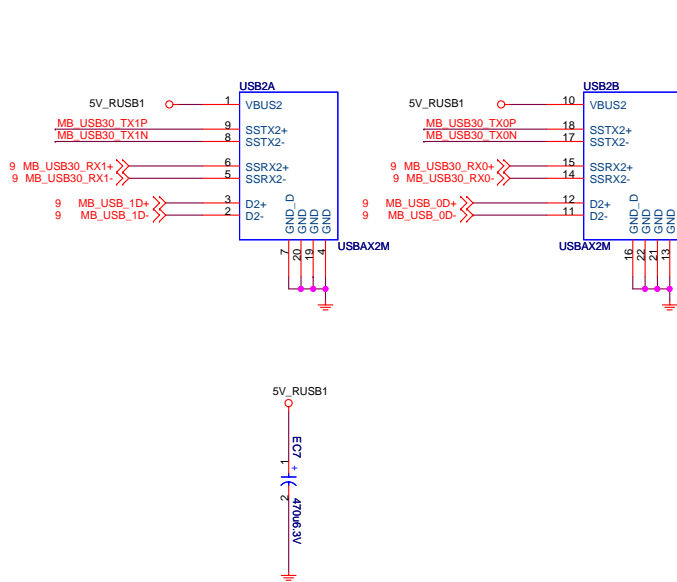 USB2A
5V_RUSB1
1
VBUS2
MB_USB30_TX1P
9
SSTX2+
MB_USB30_TX1N
8
SSTX2-
9 MB_USB30_RX1+
6
SSRX2+
9 MB_USB30_RX1-
5
SSRX2-
9 MB_USB_1D+
3
D2+
9 MB_USB_1D-
2
D2-
GND_D
GND
GND
GND
USBAX2M
7
20
19
4
USB2B
5V_RUSB1
10
VBUS2
MB_USB30_TX0P
18
SSTX2+
MB_USB30_TX0N
17
SSTX2-
9 MB_USB30_RX0+
15
SSRX2+
9 MB_USB30_RX0-
14
SSRX2-
9 MB_USB_0D+
12
D2+
9 MB_USB_0D-
11
D2-
GND_D
GND
GND
GND
USBAX2M
16
22
21
13
5V_RUSB1
EC7
1
+
2
470u6.3V